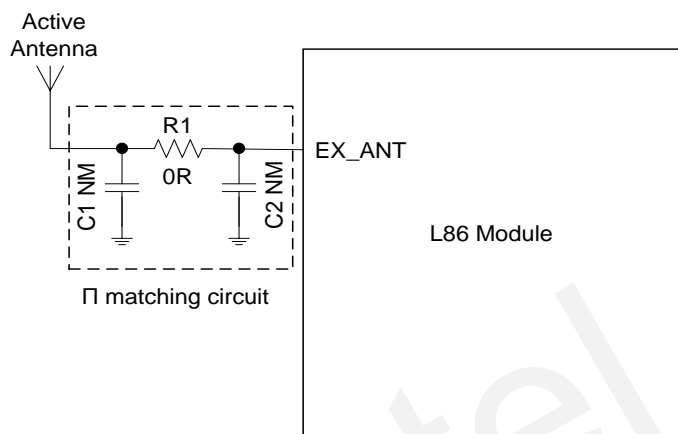 Active
Antenna
R1
0R
C1 NM
C2 NM
EX_ANT
L86 Module
Π matching circuit